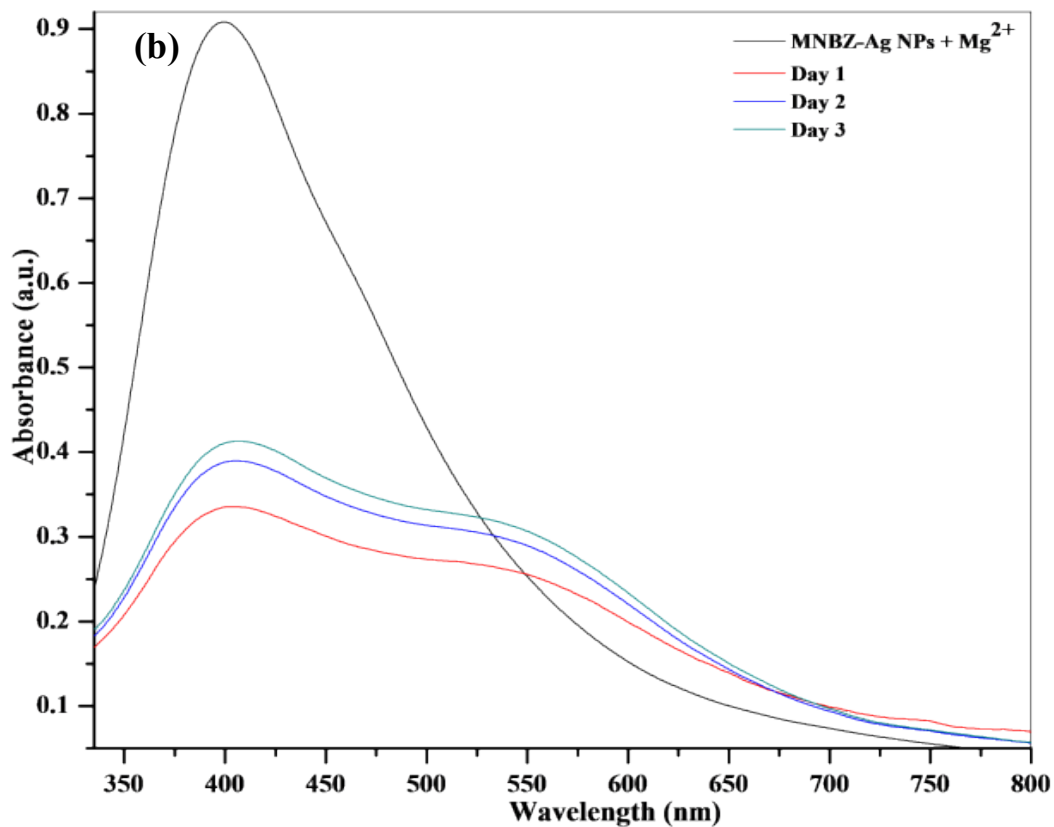 (b)
MNBZ-Ag NPs + Mg²⁺
Day 1
Day 2
Day 3
Absorbance (a.u.)
0.9
0.8
0.7
0.6
0.5
0.4
0.3
0.2
0.1
350 400 450 500 550 600 650 700 750 800
Wavelength (nm)